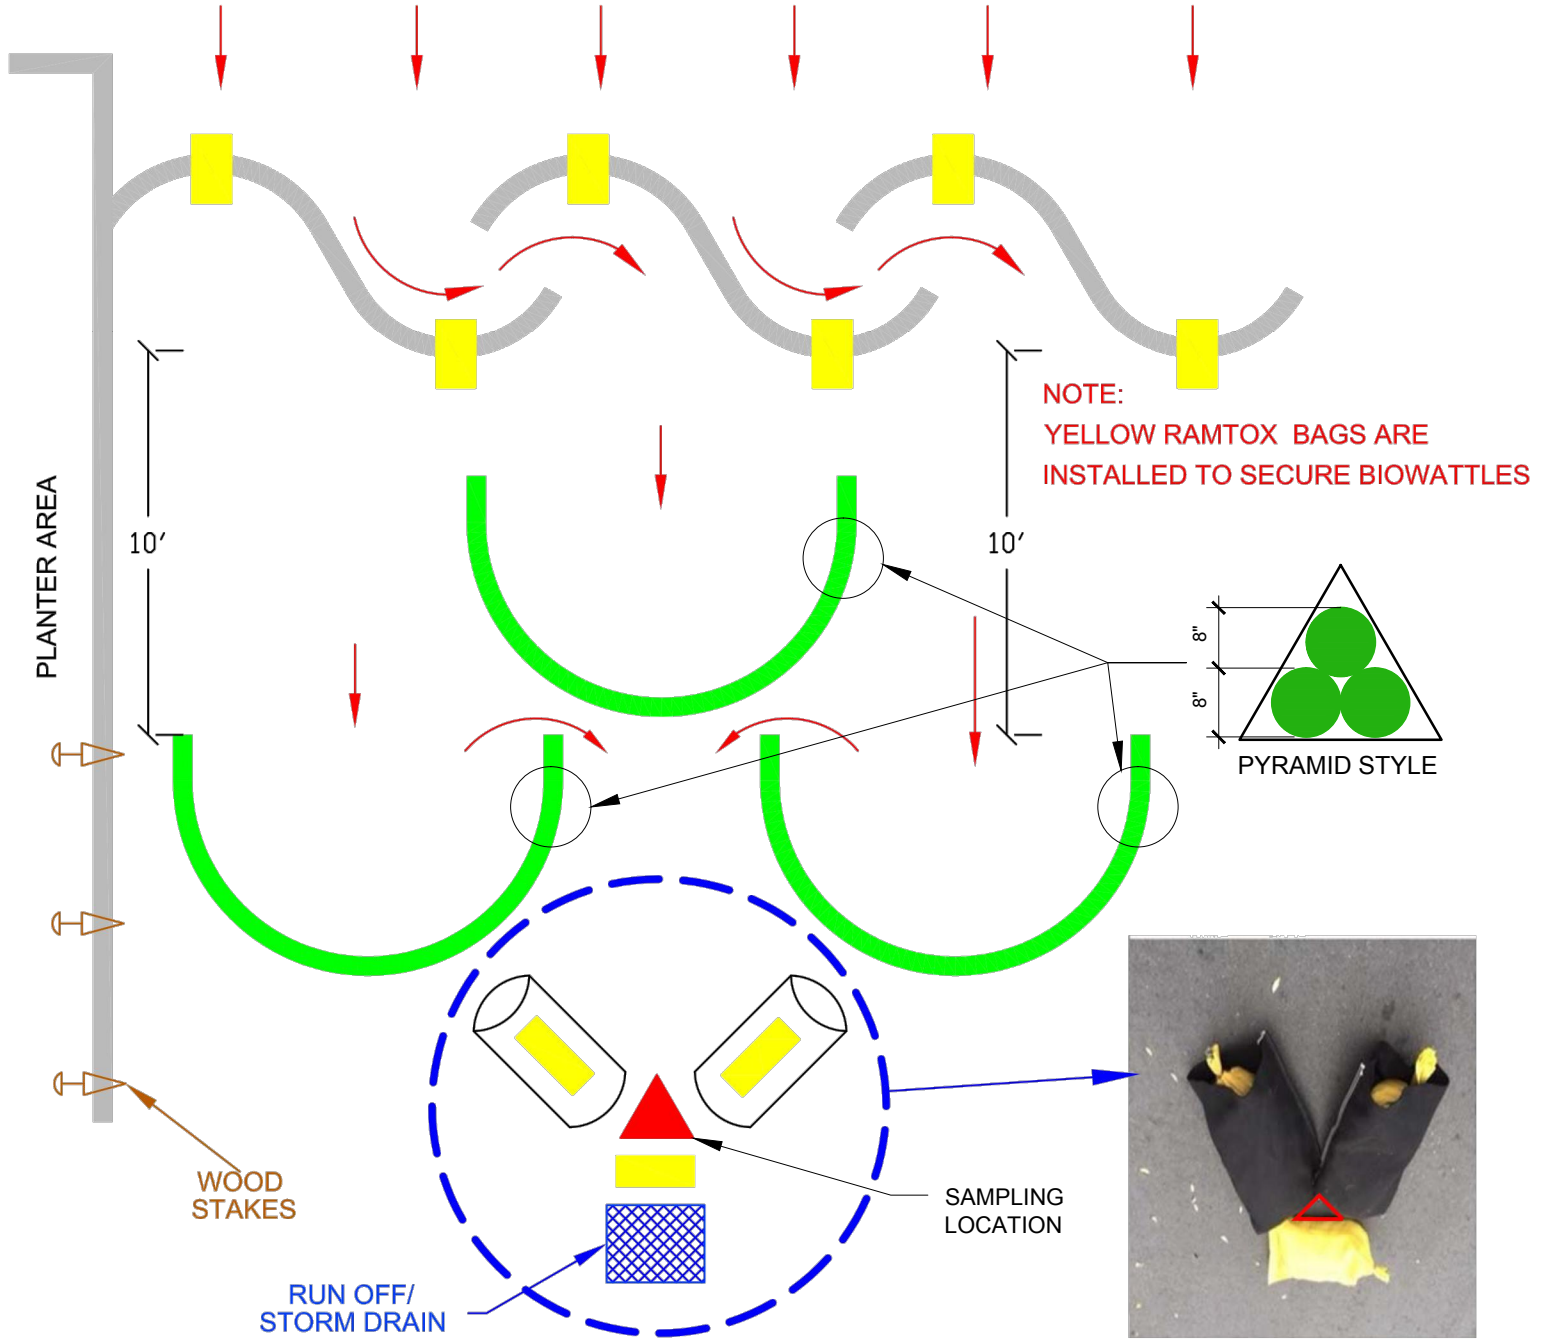 NOTE:
YELLOW RAMTOX BAGS ARE
INSTALLED TO SECURE BIOWATTLES
PLANTER AREA
10'
10'
8"
8"
PYRAMID STYLE
WOOD
STAKES
SAMPLING
LOCATION
RUN OFF/
STORM DRAIN